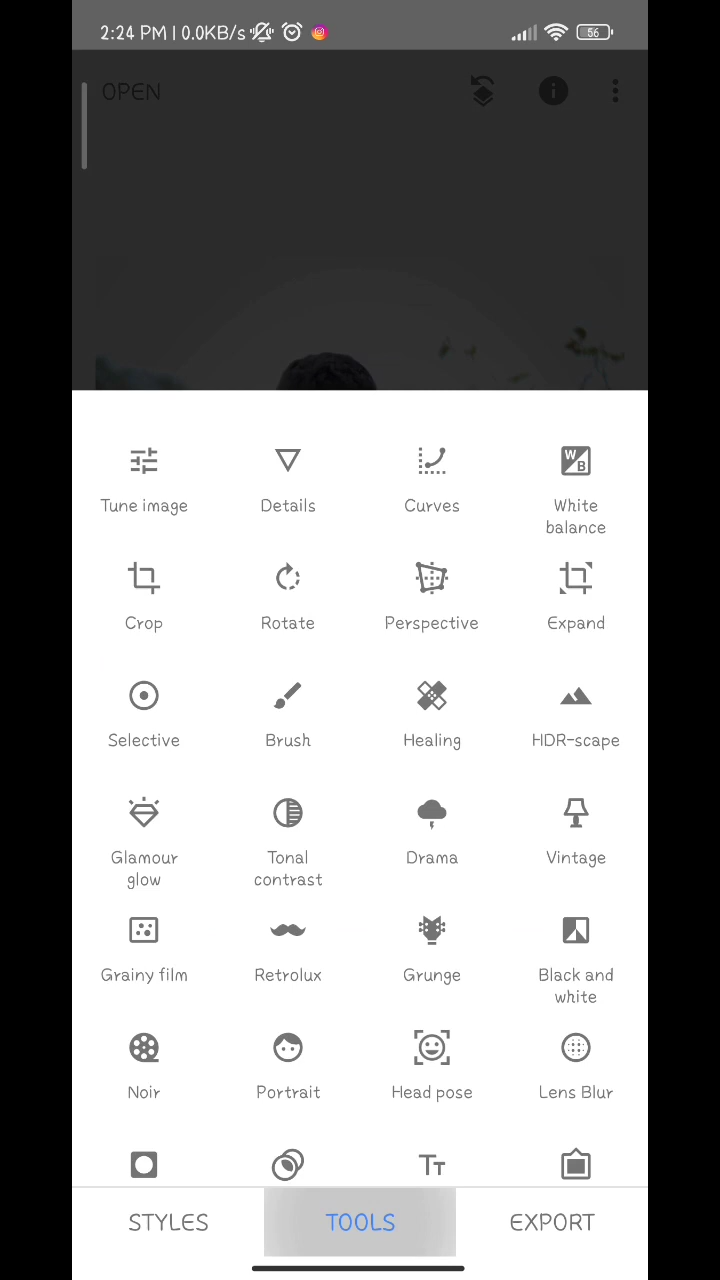 2:24 PM | 0.0KB/s 56
OPEN
Tune image Details Curves White balance
Crop Rotate Perspective Expand
Selective Brush Healing HDR-scape
Glamour glow Tonal contrast Drama Vintage
Grainy film Retrolux Grunge Black and white
Noir Portrait Head pose Lens Blur
STYLES TOOLS EXPORT